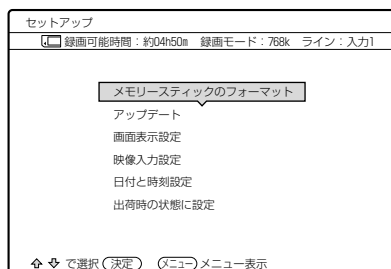 セットアップ
録画可能時間：約04h50m 録画モード：768k ライン：入力1
メモリースティックのフォーマット
アップデート
画面表示設定
映像入力設定
日付と時刻設定
出荷時の状態に設定
で選択 決定 メニュー メニュー表示